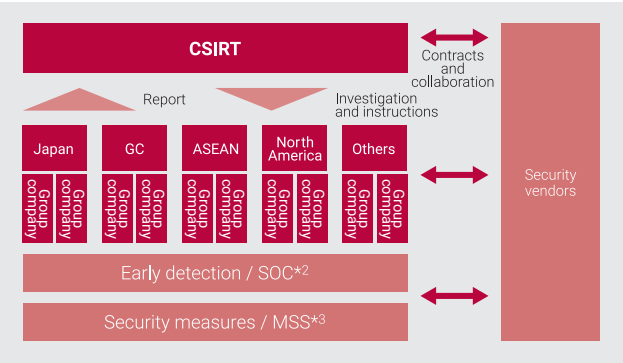 CSIRT
Contracts
and
collaboration
Report
Investigation
and instructions
Japan
GC
ASEAN
North
America
Others
Group
company
Group
company
Group
company
Group
company
Group
company
Group
company
Group
company
Group
company
Group
company
Group
company
Security
vendors
Early detection / SOC*2
Security measures / MSS*3